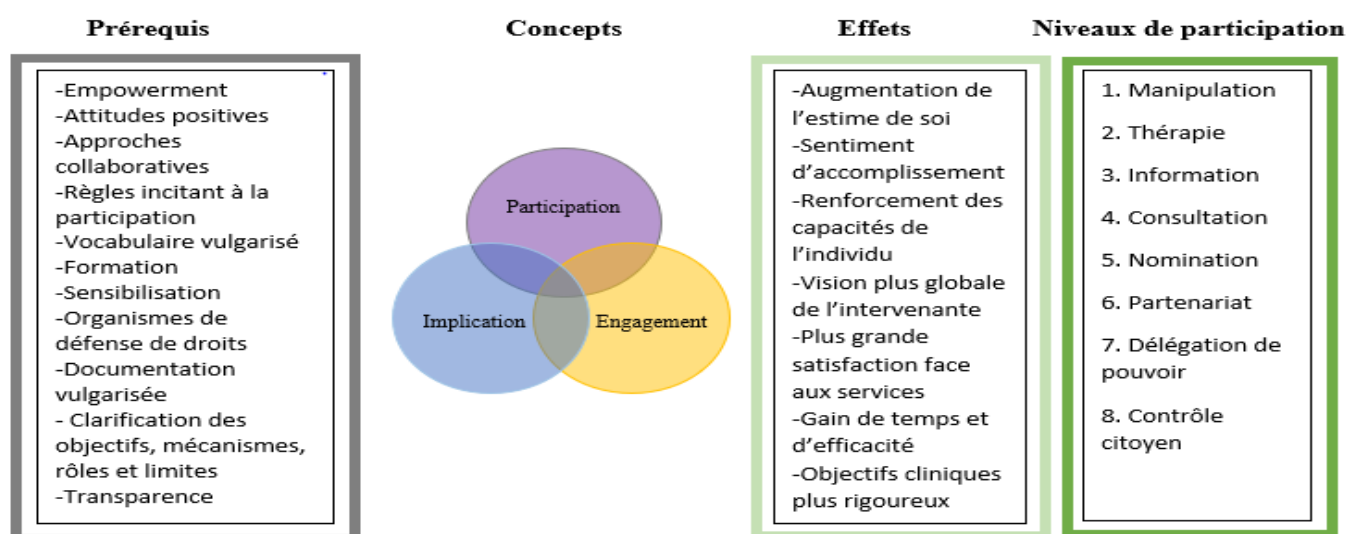 Prérequis
-Empowerment
-Attitudes positives
-Approches
collaboratives
-Règles incitant à la
participation
-Vocabulaire vulgarisé
-Formation
-Sensibilisation
-Organismes de
défense de droits
-Documentation
vulgarisée
- Clarification des
objectifs, mécanismes,
rôles et limites
-Transparence
Concepts
Participation
Implication
Engagement
Effets
-Augmentation de
l’estime de soi
-Sentiment
d’accomplissement
-Renforcement des
capacités de
l’individu
-Vision plus globale
de l’intervenante
-Plus grande
satisfaction face
aux services
-Gain de temps et
d’efficacité
-Objectifs cliniques
plus rigoureux
Niveaux de participation
1. Manipulation
2. Thérapie
3. Information
4. Consultation
5. Nomination
6. Partenariat
7. Délégation de
pouvoir
8. Contrôle
citoyen